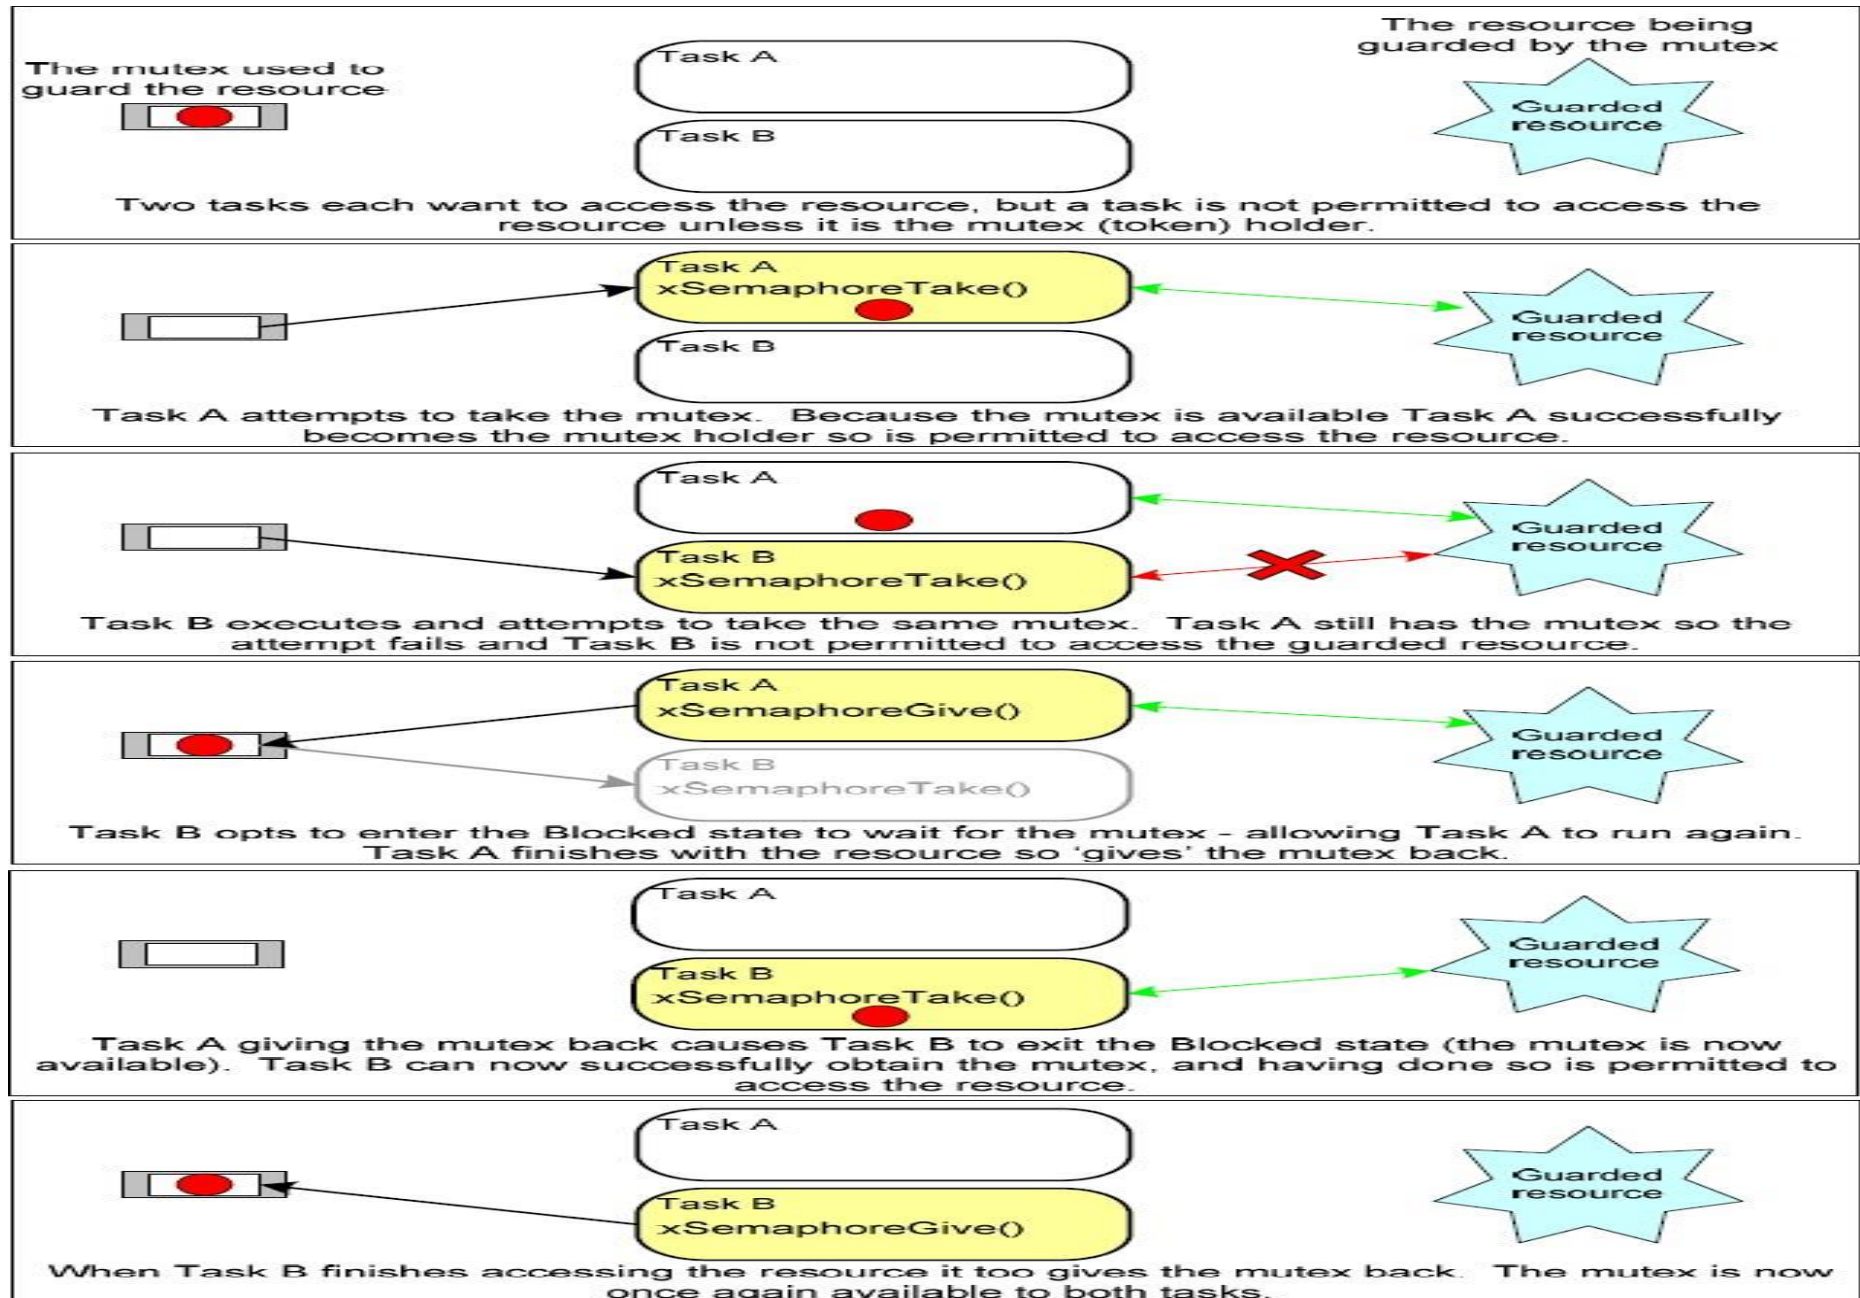 The mutex used to
guard the resource
Task A
Task B
The resource being
guarded by the mutex
Guarded
resource
Two tasks each want to access the resource, but a task is not permitted to access the
resource unless it is the mutex (token) holder.
Task A
xSemaphoreTake()
Task B
Guarded
resource
Task A attempts to take the mutex. Because the mutex is available Task A successfully
becomes the mutex holder so is permitted to access the resource.
Task A
Task B
xSemaphoreTake()
Guarded
resource
Task B executes and attempts to take the same mutex. Task A still has the mutex so the
attempt fails and Task B is not permitted to access the guarded resource.
Task A
xSemaphoreGive()
Task B
xSemaphoreTake()
Guarded
resource
Task B opts to enter the Blocked state to wait for the mutex - allowing Task A to run again.
Task A finishes with the resource so 'gives' the mutex back.
Task A
Task B
xSemaphoreTake()
Guarded
resource
Task A giving the mutex back causes Task B to exit the Blocked state (the mutex is now
available). Task B can now successfully obtain the mutex, and having done so is permitted to
access the resource.
Task A
Task B
xSemaphoreGive()
Guarded
resource
When Task B finishes accessing the resource it too gives the mutex back. The mutex is now
once again available to both tasks.